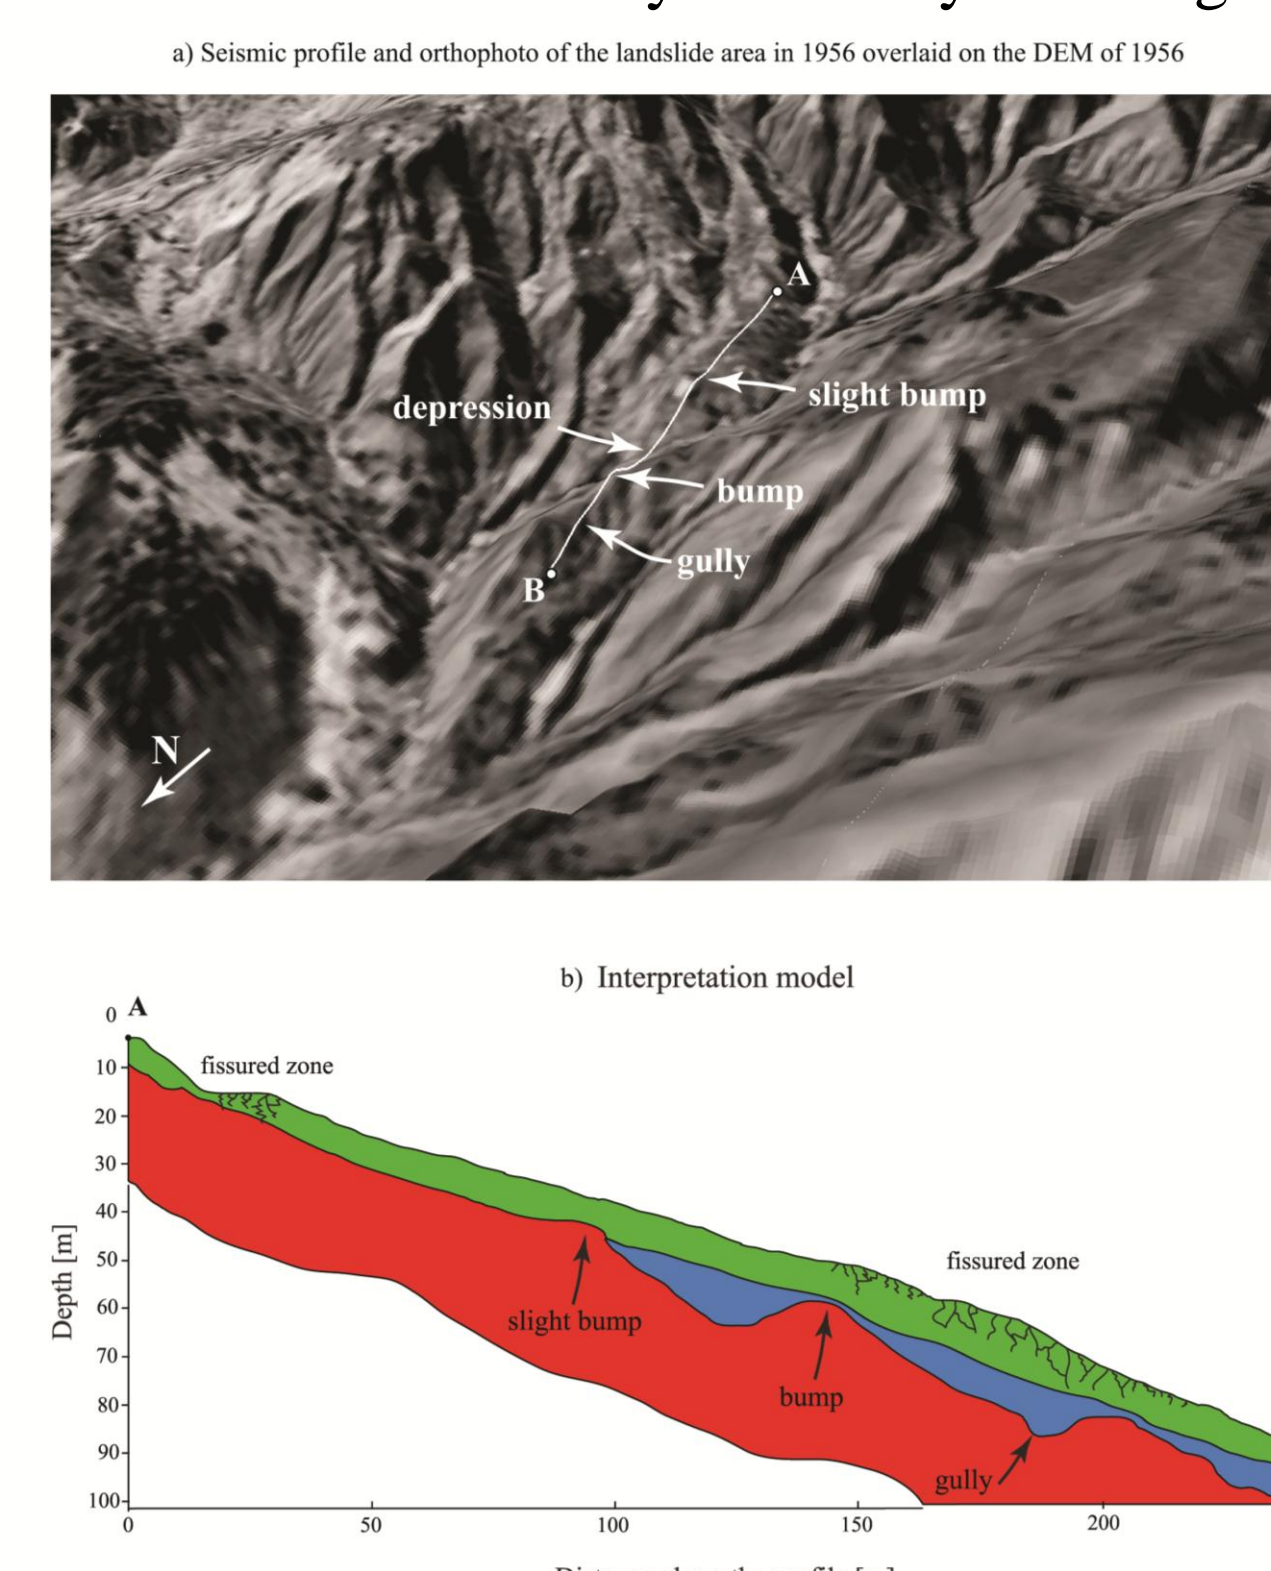 a) Seismic profile and orthophoto of the landslide area in 1956 overlaid on the DEM of 1956
A
slight bump
depression
bump
gully
B
N
b) Interpretation model
0 A
10
fissured zone
20
30
40
50
fissured zone
60
slight bump
70
bump
80
90
gully
100
Depth [m]
0 50 100 150 200